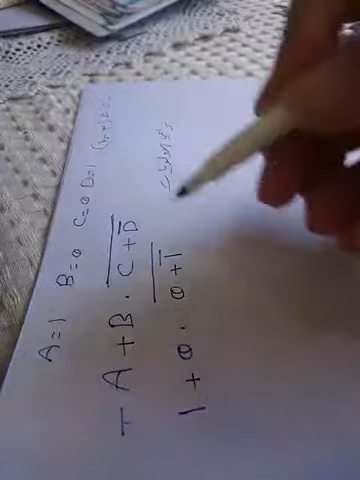 A=1 B=0 C=0 D=1
– A + B · C̅ ̅+̅ ̅D̅̅
1 + 0 · 0̅ ̅+̅ ̅1̅̅